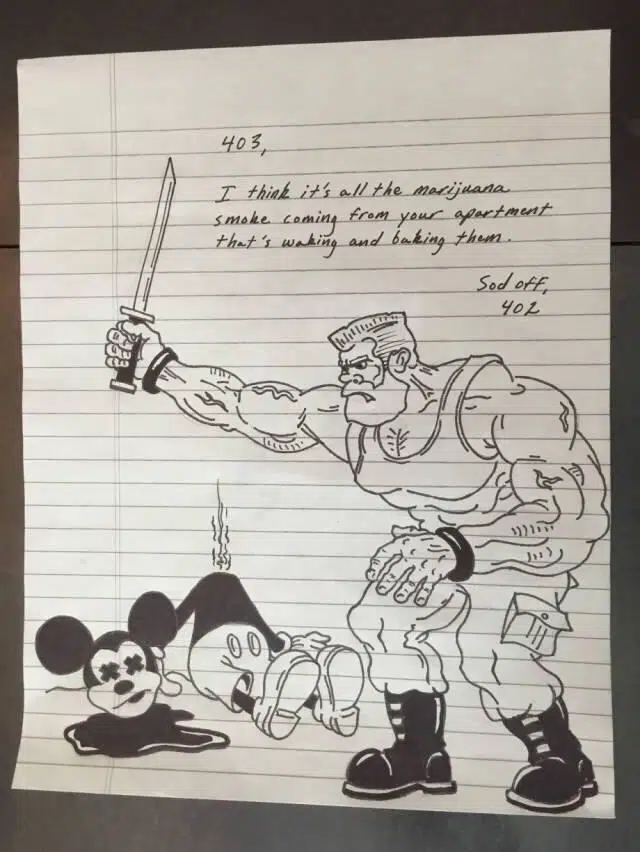 403,
I think it's all the marijuana
smoke coming from your apartment
that's waking and baking them.
Sod off,
402